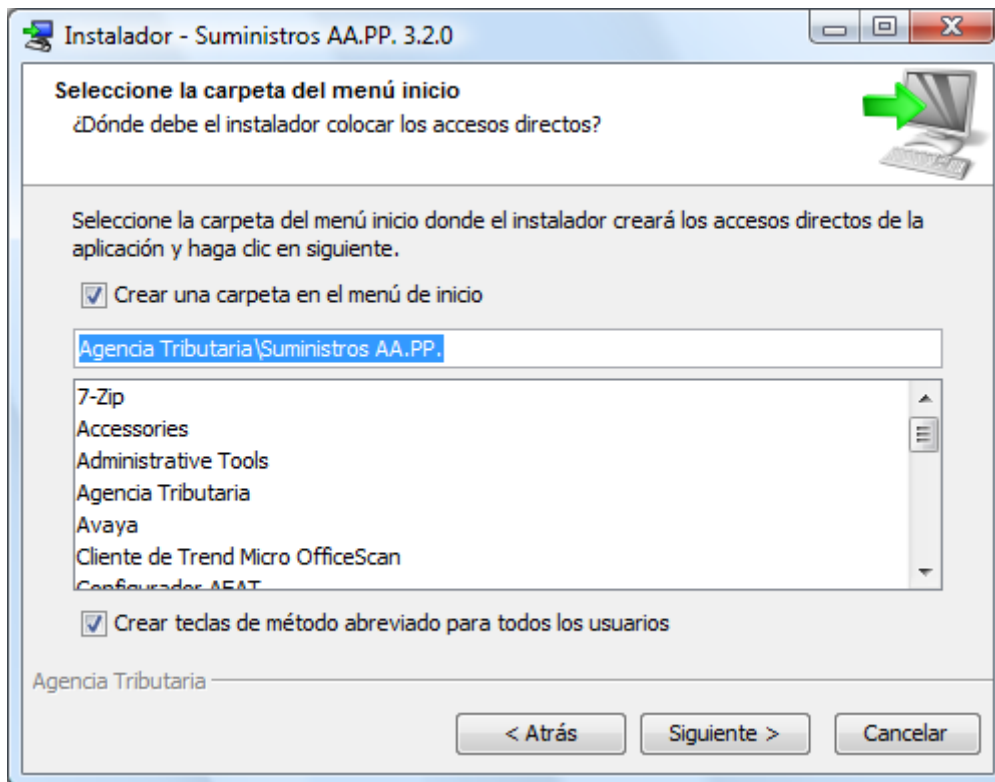 Instalador - Suministros AA.PP. 3.2.0
Seleccione la carpeta del menú inicio
¿Dónde debe el instalador colocar los accesos directos?
Seleccione la carpeta del menú inicio donde el instalador creará los accesos directos de la
aplicación y haga clic en siguiente.
Crear una carpeta en el menú de inicio
Agencia Tributaria\Suministros AA.PP.
7-Zip
Accessories
Administrative Tools
Agencia Tributaria
Avaya
Cliente de Trend Micro OfficeScan
Configurador AEAT
Crear teclas de método abreviado para todos los usuarios
Agencia Tributaria
< Atrás
Siguiente >
Cancelar